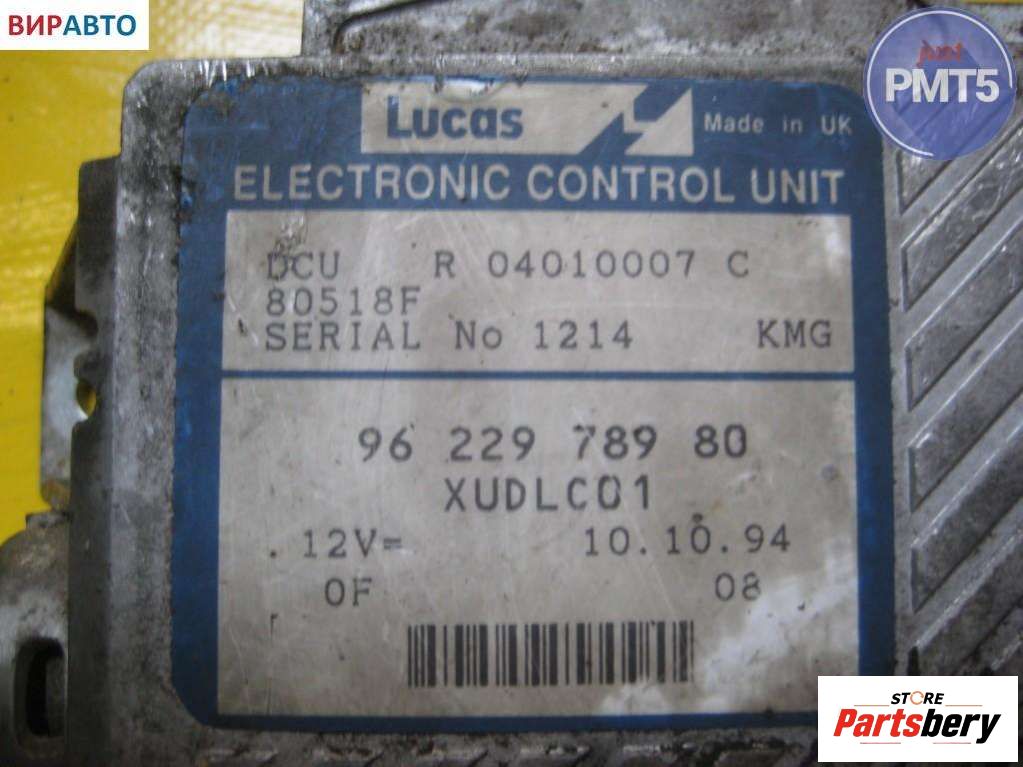 ВИРАВТО
just
PMT5
Lucas
Made in UK
ELECTRONIC CONTROL UNIT
DCU R 04010007 C
80518F
SERIAL No 1214 KMG
96 229 789 80
XUDLC01
. 12V= 10.10.94
0F 08
STORE
Partsbery